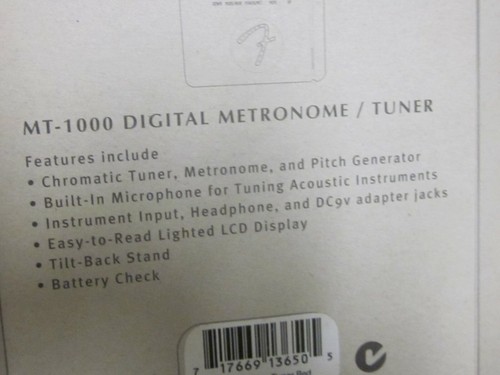 MT-1000 DIGITAL METRONOME / TUNER
Features include
• Chromatic Tuner, Metronome, and Pitch Generator
• Built-In Microphone for Tuning Acoustic Instruments
• Instrument Input, Headphone, and DC9v adapter jacks
• Easy-to-Read Lighted LCD Display
• Tilt-Back Stand
• Battery Check
7 17669 13650 5